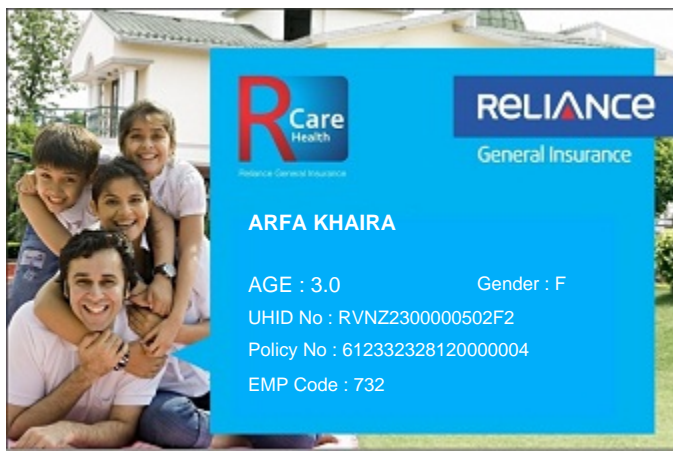 R Care
Health
Reliance General Insurance
RELIANCE
General Insurance
ARFA KHAIRA
AGE : 3.0
Gender : F
UHID No : RVNZ2300000502F2
Policy No : 612332328120000004
EMP Code : 732